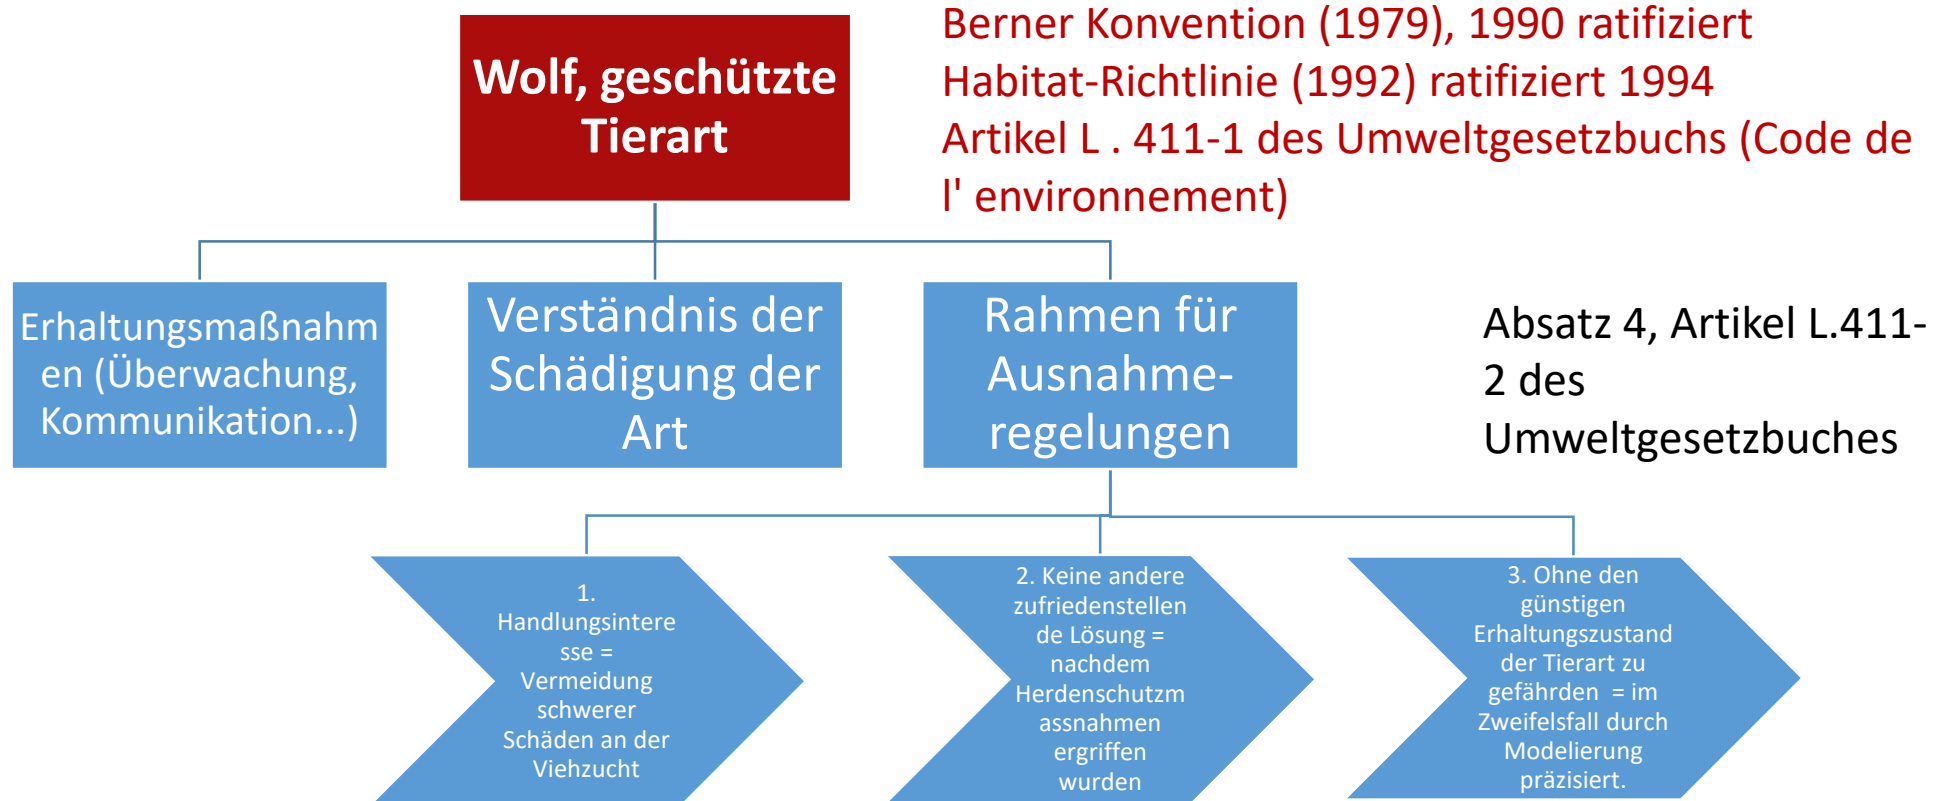 Wolf, geschützte
Tierart
Berner Konvention (1979), 1990 ratifiziert
Habitat-Richtlinie (1992) ratifiziert 1994
Artikel L . 411-1 des Umweltgesetzbuchs (Code de
l' environnement)
Erhaltungsmaßnahm
en (Überwachung,
Kommunikation...)
Verständnis der
Schädigung der
Art
Rahmen für
Ausnahme-
regelungen
Absatz 4, Artikel L.411-
2 des
Umweltgesetzbuches
1.
Handlungsintere
sse =
Vermeidung
schwerer
Schäden an der
Viehzucht
2. Keine andere
zufriedenstellen
de Lösung =
nachdem
Herdenschutzm
assnahmen
ergriffen
wurden
3. Ohne den
günstigen
Erhaltungszustand
der Tierart zu
gefährden  = im
Zweifelsfall durch
Modelierung
präzisiert.